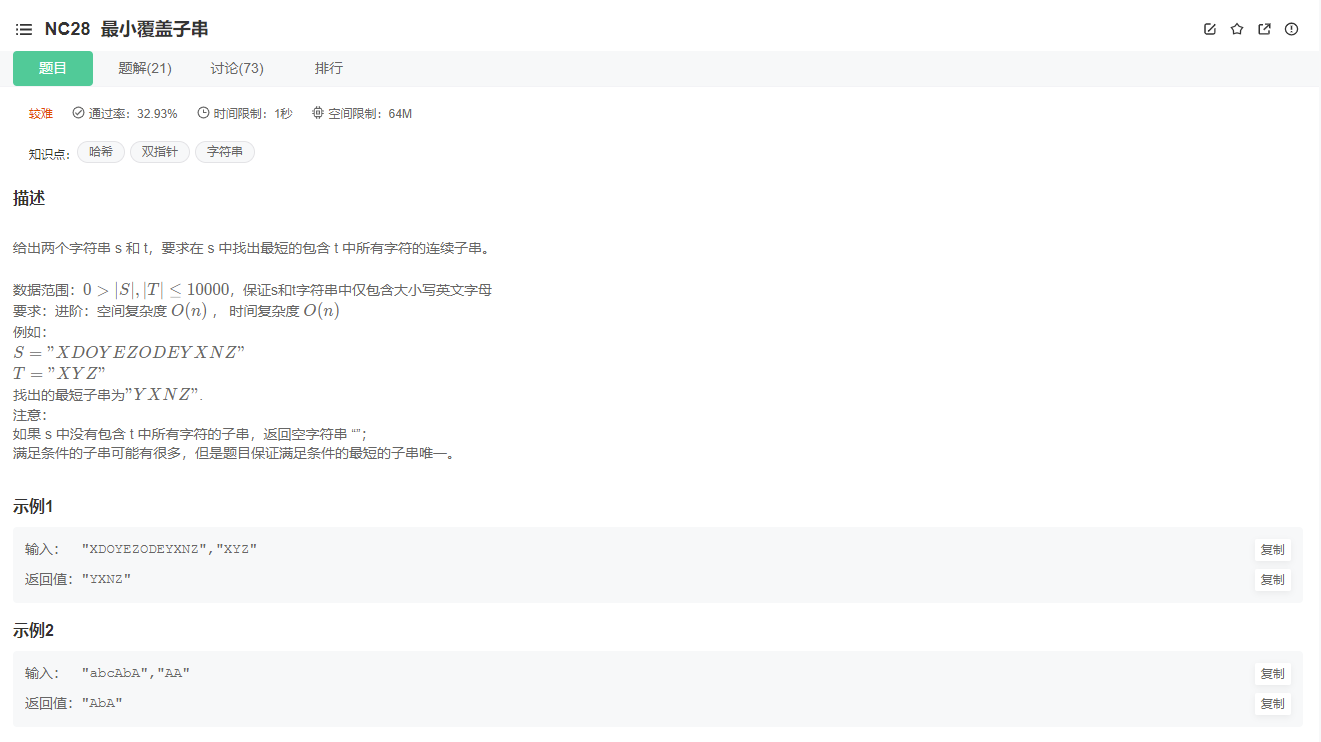 NC28 最小覆盖子串
题目 题解(21) 讨论(73) 排行
较难 通过率：32.93% 时间限制：1秒 空间限制：64M
知识点： 哈希 双指针 字符串
描述
给出两个字符串 s 和 t，要求在 s 中找出最短的包含 t 中所有字符的连续子串。
数据范围：0 > |S|, |T| ≤ 10000，保证s和t字符串中仅包含大小写英文字母
要求：进阶：空间复杂度 O(n) ， 时间复杂度 O(n)
例如：
S = ”XDOYEZODEYXNZ”
T = ”XYZ”
找出的最短子串为”YXNZ”.
注意：
如果 s 中没有包含 t 中所有字符的子串，返回空字符串 “”；
满足条件的子串可能有很多，但是题目保证满足条件的最短的子串唯一。
示例1
输入： "XDOYEZODEYXNZ","XYZ" 复制
返回值："YXNZ" 复制
示例2
输入： "abcAbA","AA" 复制
返回值："AbA" 复制